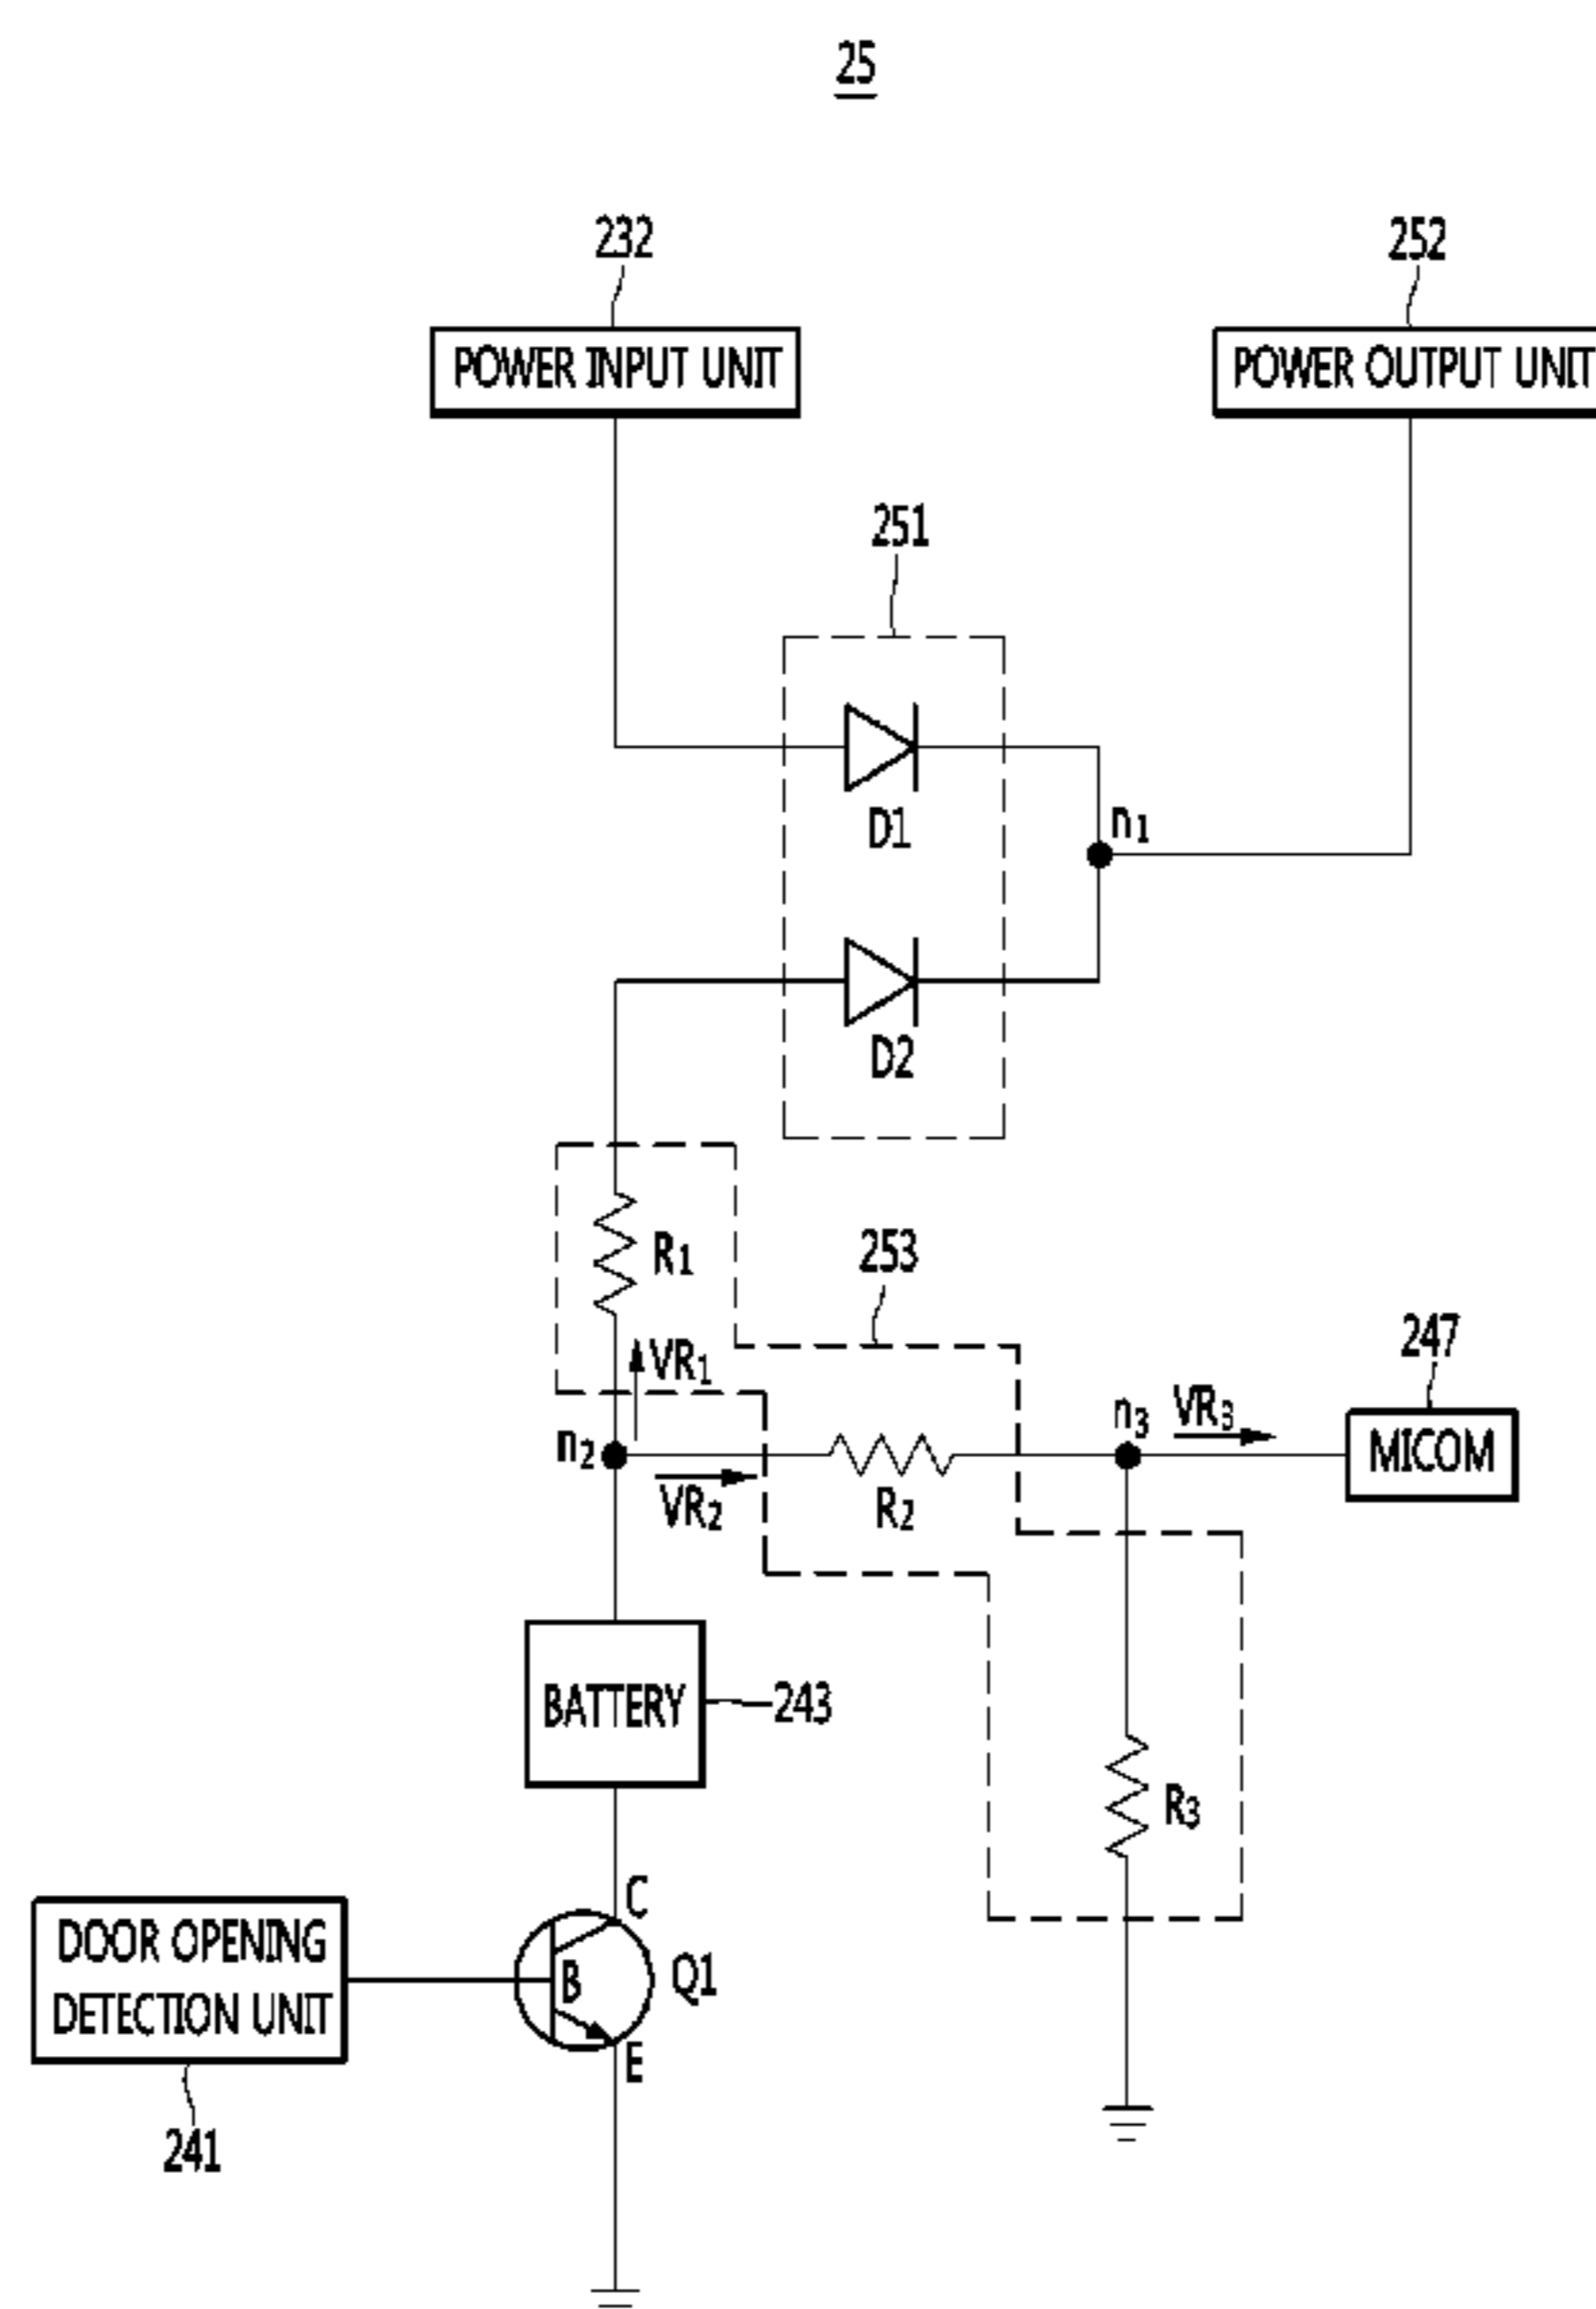 25
232
252
POWER INPUT UNIT
POWER OUTPUT UNIT
251
D1
n1
D2
R1
253
VR1
247
n2
n3
VR3
MICOM
VR2
R2
BATTERY
243
R3
C
DOOR OPENING
DETECTION UNIT
B
Q1
E
241